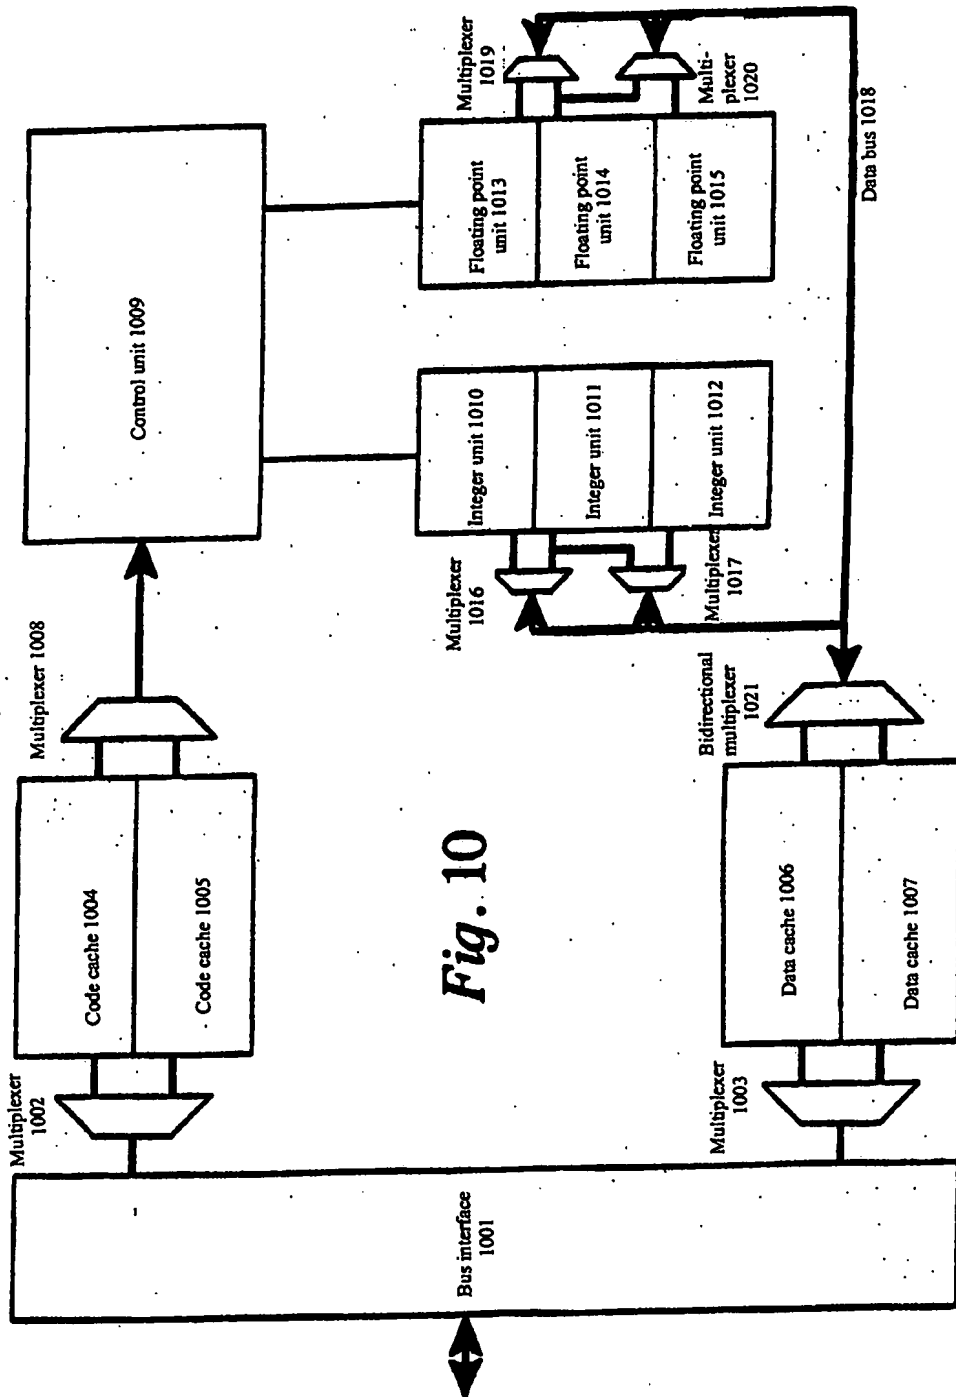 Multiplexer
1002
Code cache 1004
Code cache 1005
Multiplexer 1008
Control unit 1009
Bus interface
1001
Fig. 10
Multiplexer
1016
Integer unit 1010
Integer unit 1011
Integer unit 1012
Multiplexer
1017
Floating point
unit 1013
Floating point
unit 1014
Floating point
unit 1015
Multiplexer
1019
Multi-
plexer
1020
Multiplexer
1003
Data cache 1006
Data cache 1007
Bidirectional
multiplexer
1021
Data bus 1018